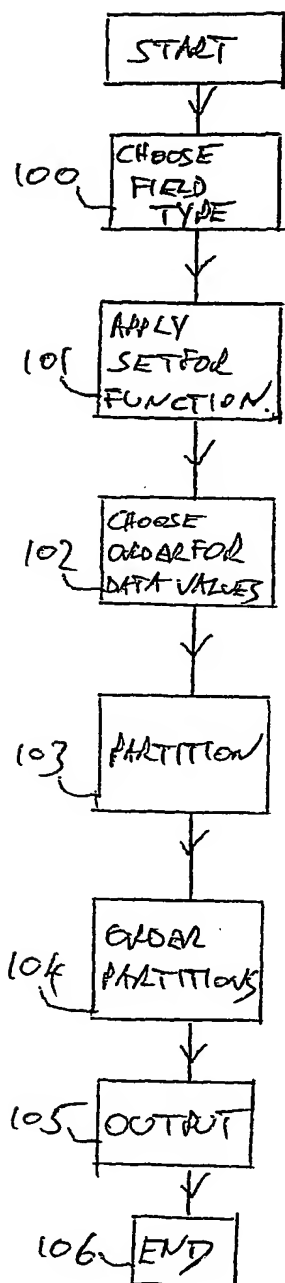 START
100
CHOOSE
FIELD
TYPE
101
APPLY
SETFOR
FUNCTION.
102
CHOOSE
ORDER FOR
DATA VALUES
103
PARTITION
104
ORDER
PARTITIONS
105
OUTPUT
106
END